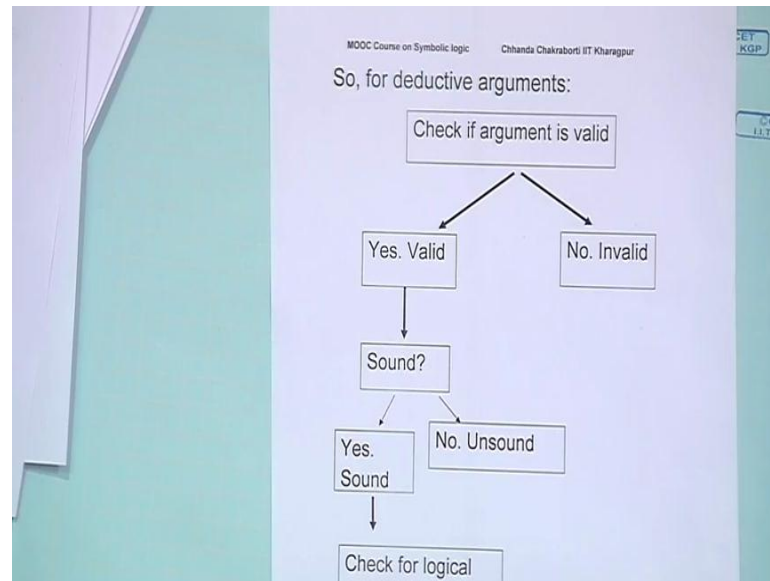 MOOC Course on Symbolic logic Chhanda Chakraborti IIT Kharagpur
So, for deductive arguments:
Check if argument is valid
Yes. Valid
No. Invalid
Sound?
Yes.
Sound
No. Unsound
Check for logical
KGP